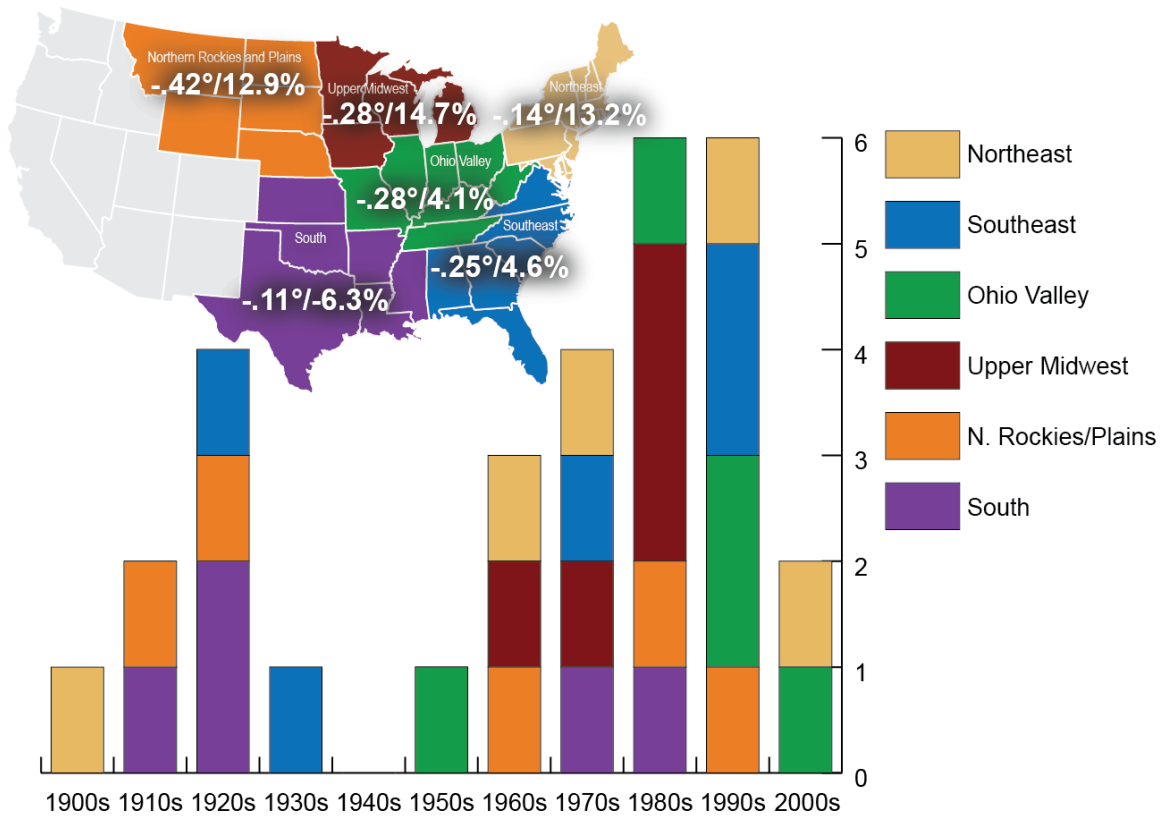 Northern Rockies and Plains
-.42°/12.9%
Upper Midwest
-.28°/14.7%
Northeast
-.14°/13.2%
Ohio Valley
-.28°/4.1%
Southeast
-.25°/4.6%
South
-.11°/-6.3%
6
5
4
3
2
1
0
Northeast
Southeast
Ohio Valley
Upper Midwest
N. Rockies/Plains
South
1900s 1910s 1920s 1930s 1940s 1950s 1960s 1970s 1980s 1990s 2000s